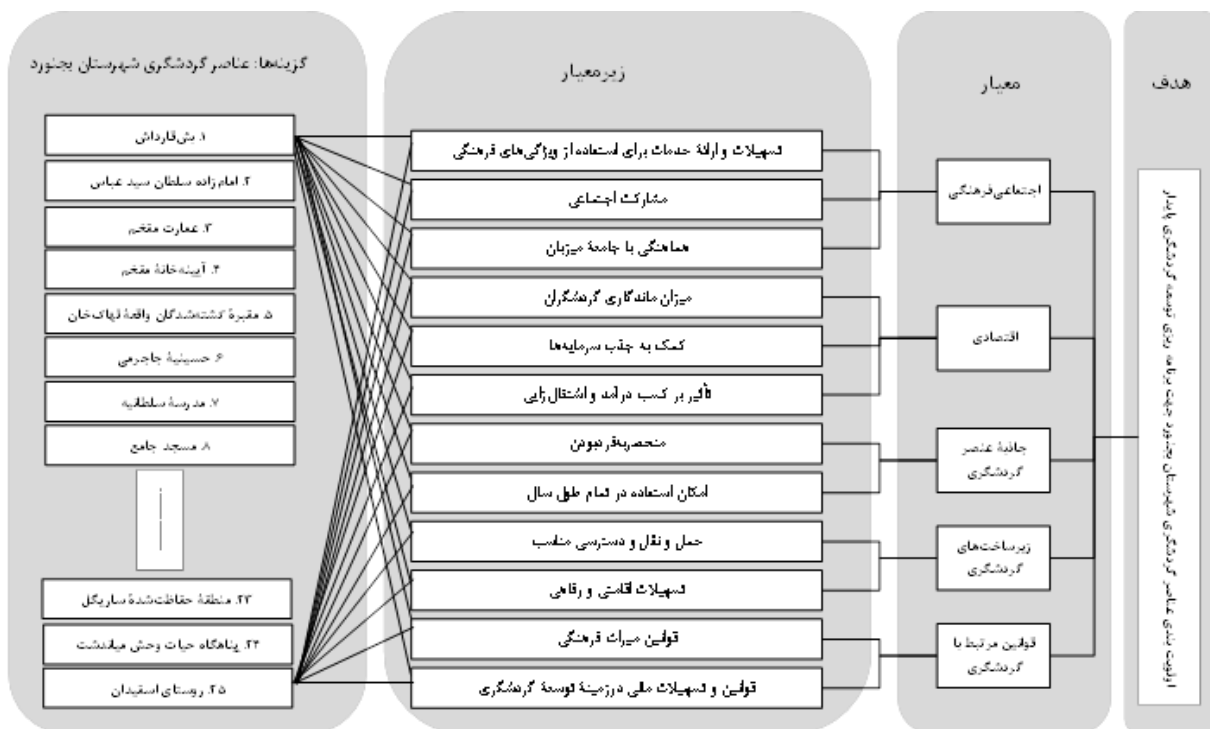 هدف
اولویت بندی عناصر گردشگری شهرستان بجنورد جهت برنامه ریزی توسعه گردشگری پایدار
معیار
اجتماعی‌فرهنگی
اقتصادی
جاذبهٔ عنصر
گردشگری
زیرساخت‌های
گردشگری
قوانین مرتبط با
گردشگری
زیرمعیار
تسهیلات و ارائهٔ خدمات برای استفاده از ویژگی‌های فرهنگی
مشارکت اجتماعی
هماهنگی با جامعهٔ میزبان
میزان ماندگاری گردشگران
کمک به جذب سرمایه‌ها
تأثیر بر کسب درآمد و اشتغال‌زایی
منحصربه‌فردبودن
امکان استفاده در تمام طول سال
حمل و نقل و دسترسی مناسب
تسهیلات اقامتی و رفاهی
قوانین میراث فرهنگی
قوانین و تسهیلات مالی درزمینهٔ توسعهٔ گردشگری
گزینه‌ها: عناصر گردشگری شهرستان بجنورد
۱. بش‌قارداش
۲. امام‌زاده سلطان سید عباس
۳. عمارت مفخم
۴. آیینه‌خانهٔ مفخم
۵. مقبرهٔ کشته‌شدگان واقعهٔ لهاک‌خان
۶. حسینیهٔ جاجرمی
۷. مدرسهٔ سلطانیه
۸. مسجد جامع
۲۳. منطقهٔ حفاظت‌شدهٔ ساریگل
۲۴. پناهگاه حیات وحش میاندشت
۲۵. روستای اسفیدان